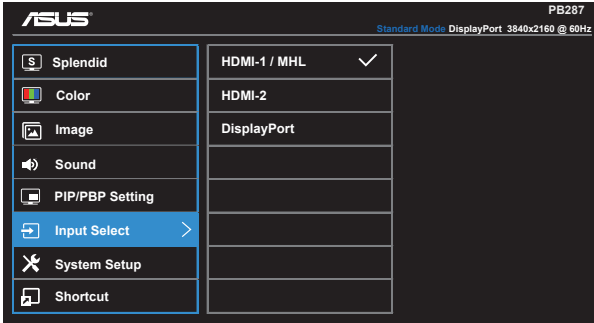 ASUS
PB287
Standard Mode DisplayPort 3840x2160 @ 60Hz
S Splendid
Color
Image
Sound
PIP/PBP Setting
Input Select
System Setup
Shortcut
HDMI-1 / MHL
HDMI-2
DisplayPort